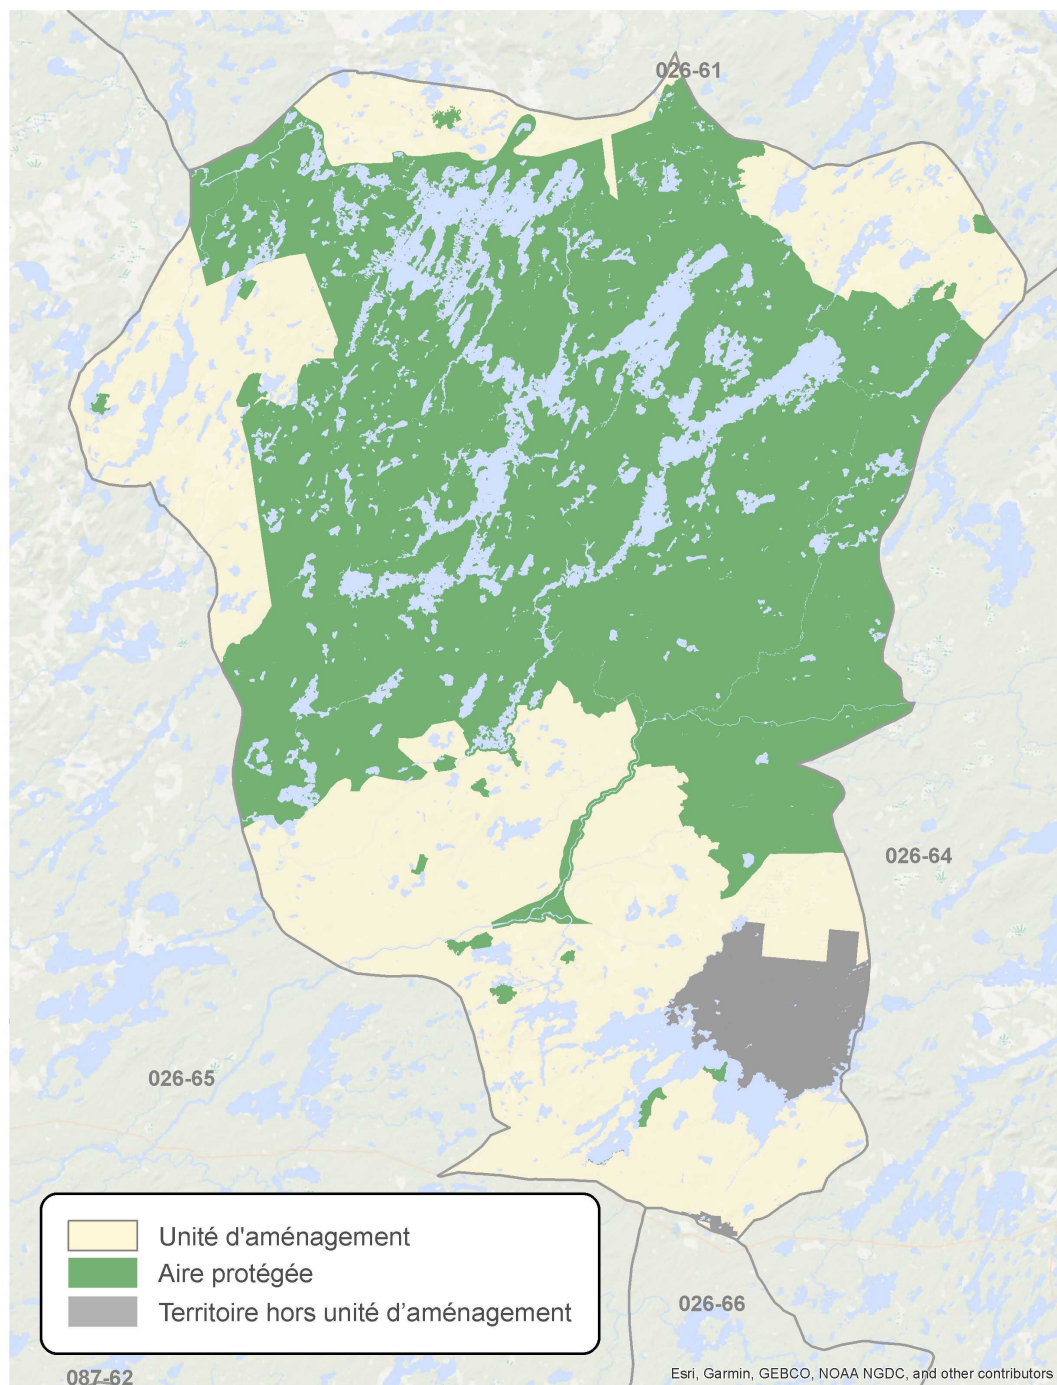 026-61
026-64
026-65
Unité d'aménagement
Aire protégée
Territoire hors unité d’aménagement
026-66
087-62
Esri, Garmin, GEBCO, NOAA NGDC, and other contributors